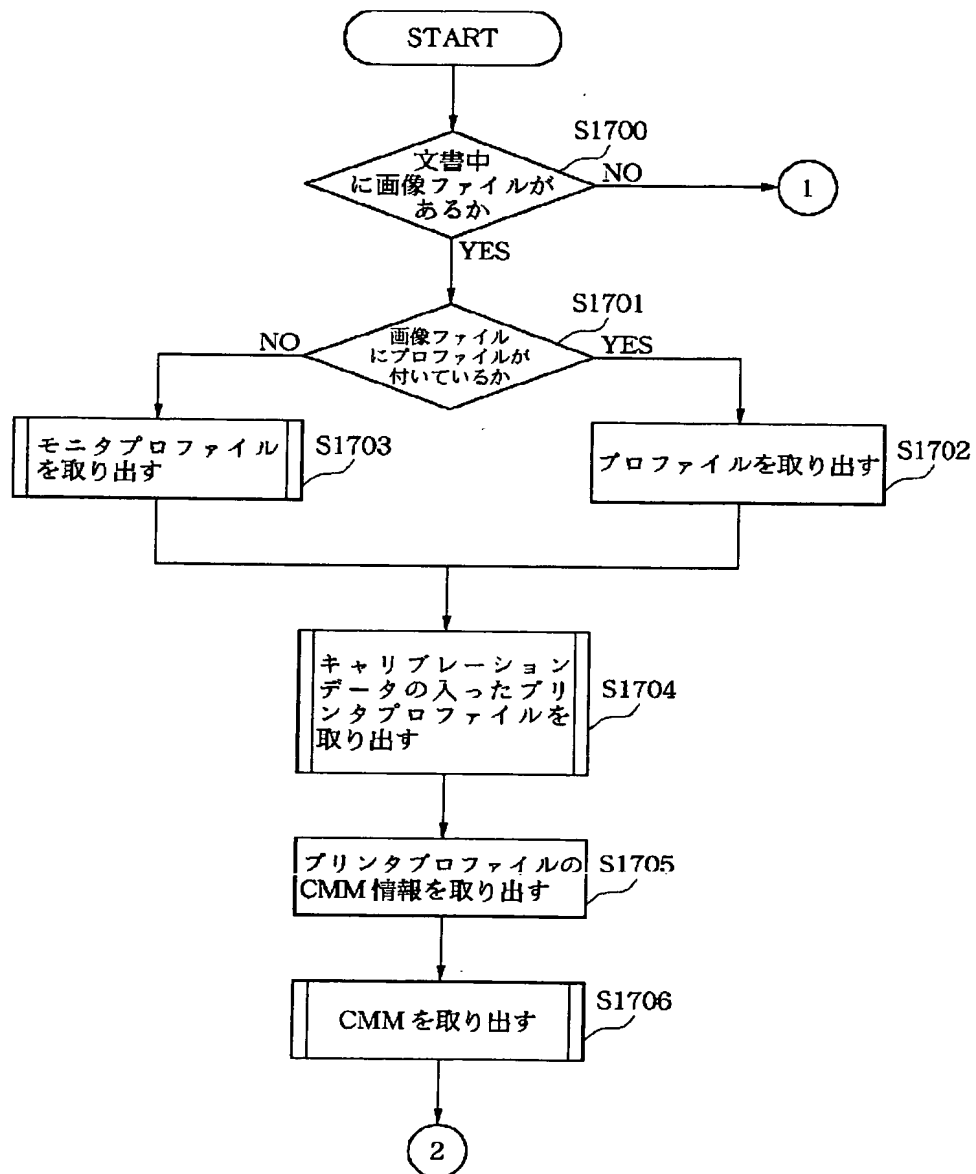 START
S1700
文書中
に画像ファイルが
あるか
NO
1
YES
S1701
画像ファイル
にプロファイルが
付いているか
NO
YES
モニタプロファイル
を取り出す
S1703
プロファイルを取り出す
S1702
キャリブレーション
データの入ったプリ
ンタプロファイルを
取り出す
S1704
プリンタプロファイルの
CMM 情報を取り出す
S1705
CMM を取り出す
S1706
2